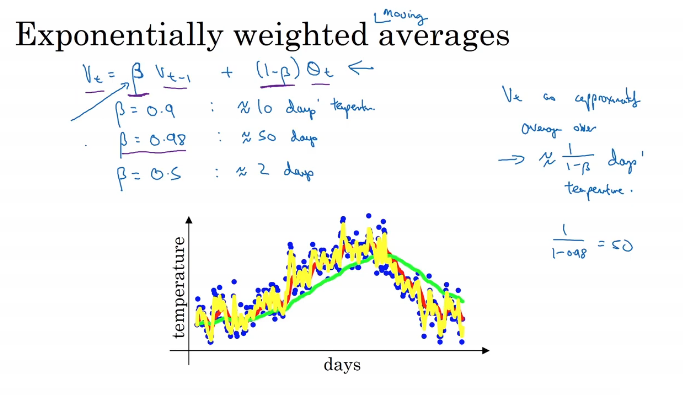 moving
Exponentially weighted averages
Vt = β Vt-1 + (1-β) θt ←
β = 0.9 : ≈ 10 days' temperature
β = 0.98 : ≈ 50 days
β = 0.5 : ≈ 2 days
Vt as approximately
average over
→ ≈ 1/(1-β) days'
temperature.
1/(1-0.98) = 50
temperature
days